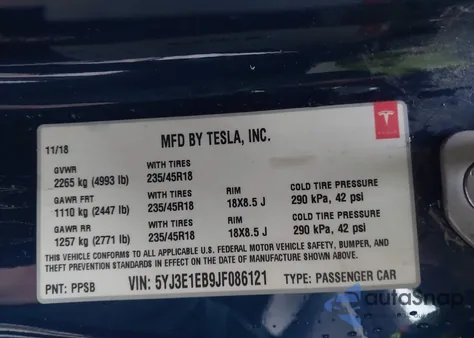 11/18
MFD BY TESLA, INC.
TESLA
GVWR
2265 kg (4993 lb)
WITH TIRES
235/45R18
GAWR FRT
1110 kg (2447 lb)
WITH TIRES
235/45R18
RIM
18X8.5 J
COLD TIRE PRESSURE
290 kPa, 42 psi
GAWR RR
1257 kg (2771 lb)
WITH TIRES
235/45R18
RIM
18X8.5 J
COLD TIRE PRESSURE
290 kPa, 42 psi
THIS VEHICLE CONFORMS TO ALL APPLICABLE U.S. FEDERAL MOTOR VEHICLE SAFETY, BUMPER, AND
THEFT PREVENTION STANDARDS IN EFFECT ON THE DATE OF MANUFACTURE SHOWN ABOVE.
PNT: PPSB
VIN: 5YJ3E1EB9JF086121
TYPE: PASSENGER CAR
AutoSnap